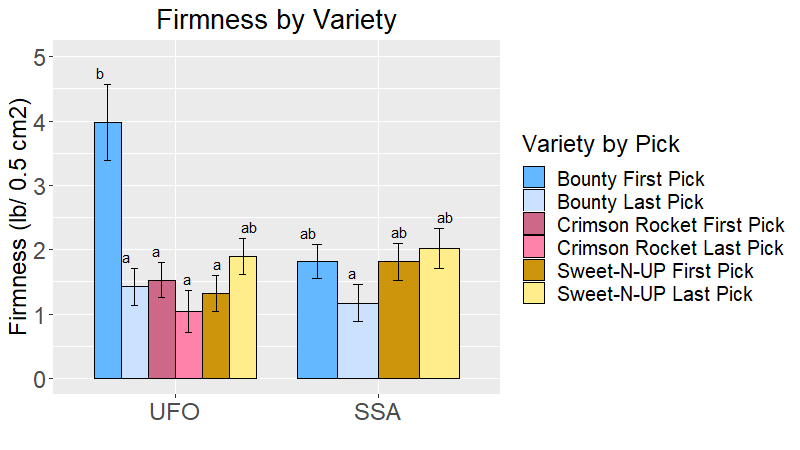 Firmness by Variety
Firmness (lb/ 0.5 cm2)
5
4
3
2
1
0
b
a
a
a
a
ab
ab
a
ab
ab
UFO
SSA
Variety by Pick
Bounty First Pick
Bounty Last Pick
Crimson Rocket First Pick
Crimson Rocket Last Pick
Sweet-N-UP First Pick
Sweet-N-UP Last Pick